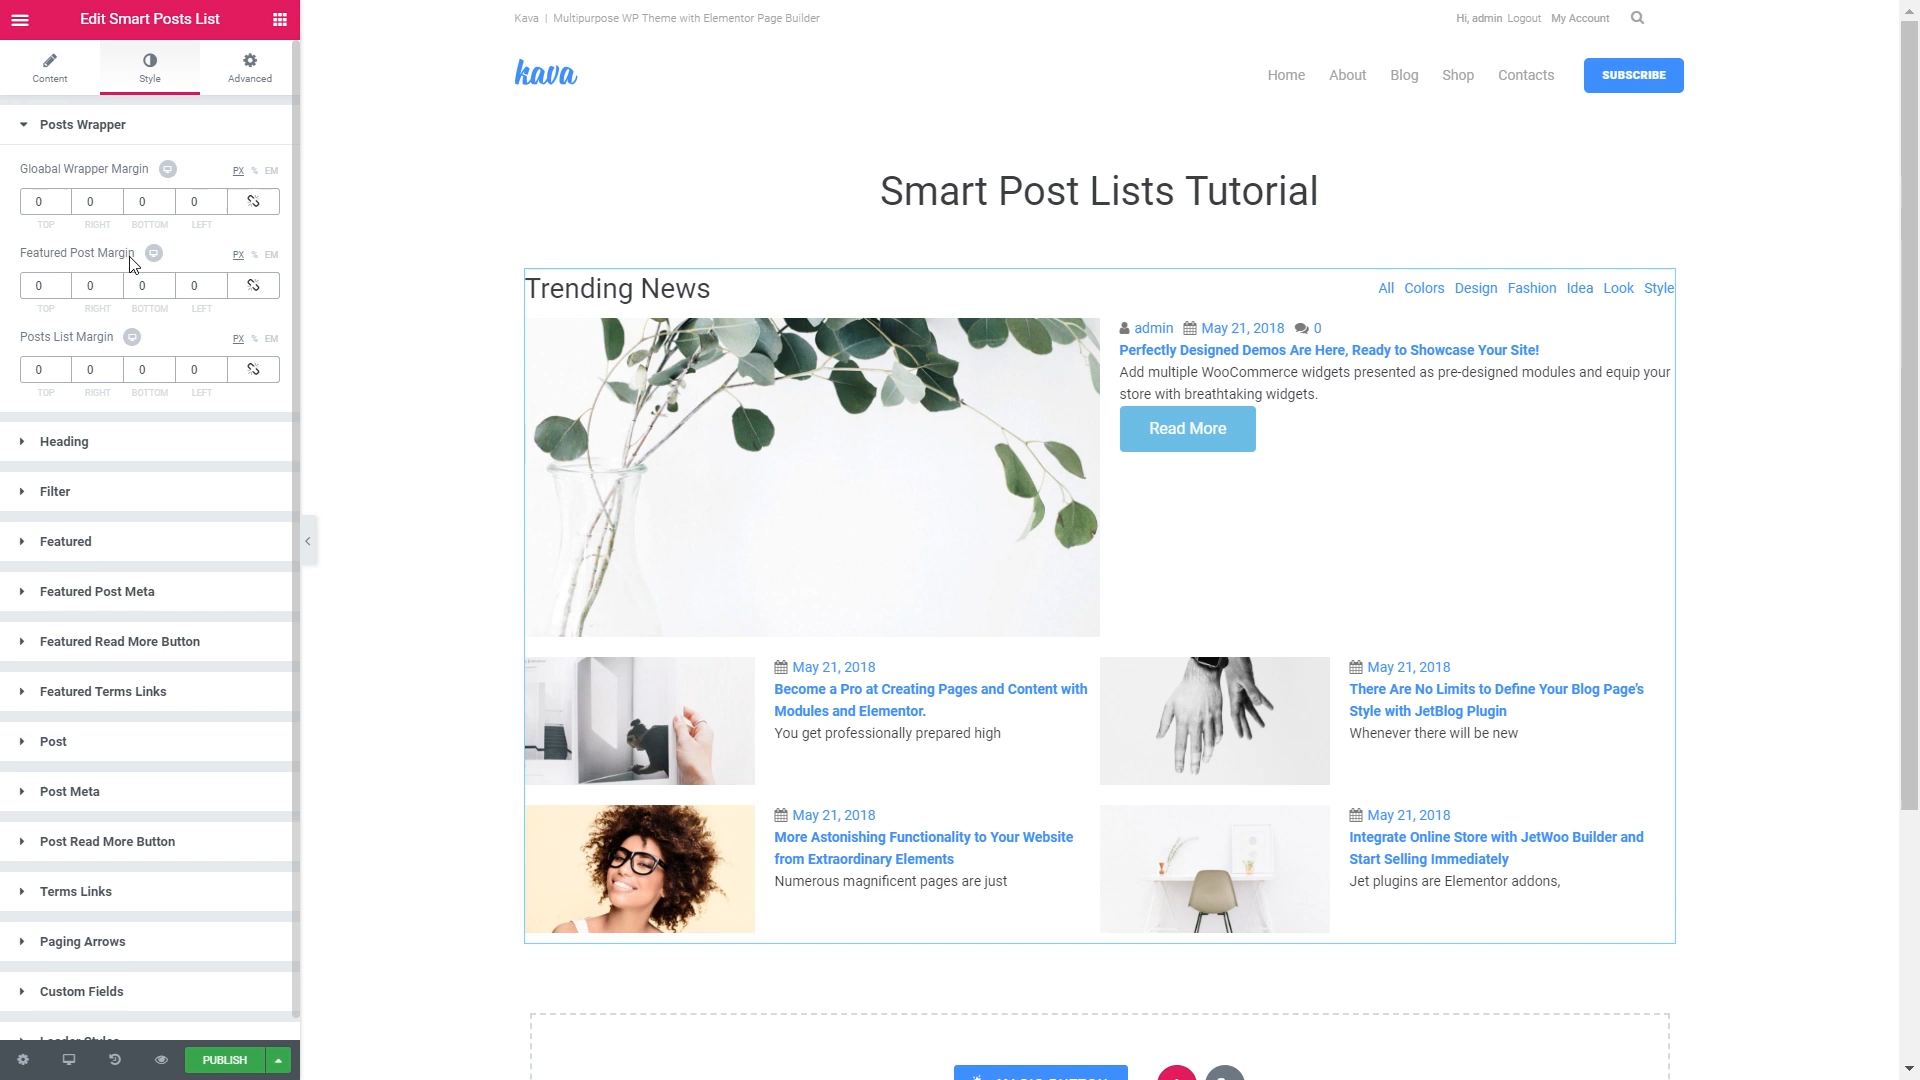 Edit Smart Posts List
Content
Style
Advanced
Posts Wrapper
Gloabal Wrapper Margin
PX % EM
0 0 0 0
TOP RIGHT BOTTOM LEFT
Featured Post Margin
PX % EM
0 0 0 0
TOP RIGHT BOTTOM LEFT
Posts List Margin
PX % EM
0 0 0 0
TOP RIGHT BOTTOM LEFT
Heading
Filter
Featured
Featured Post Meta
Featured Read More Button
Featured Terms Links
Post
Post Meta
Post Read More Button
Terms Links
Paging Arrows
Custom Fields
Loader Styles
PUBLISH
Kava | Multipurpose WP Theme with Elementor Page Builder
Hi, admin Logout My Account
kava
Home About Blog Shop Contacts
SUBSCRIBE
Smart Post Lists Tutorial
Trending News
All Colors Design Fashion Idea Look Style
admin May 21, 2018 0
Perfectly Designed Demos Are Here, Ready to Showcase Your Site!
Add multiple WooCommerce widgets presented as pre-designed modules and equip your
store with breathtaking widgets.
Read More
May 21, 2018
Become a Pro at Creating Pages and Content with
Modules and Elementor.
You get professionally prepared high
May 21, 2018
There Are No Limits to Define Your Blog Page's
Style with JetBlog Plugin
Whenever there will be new
May 21, 2018
More Astonishing Functionality to Your Website
from Extraordinary Elements
Numerous magnificent pages are just
May 21, 2018
Integrate Online Store with JetWoo Builder and
Start Selling Immediately
Jet plugins are Elementor addons,
MAGIC BUTTON